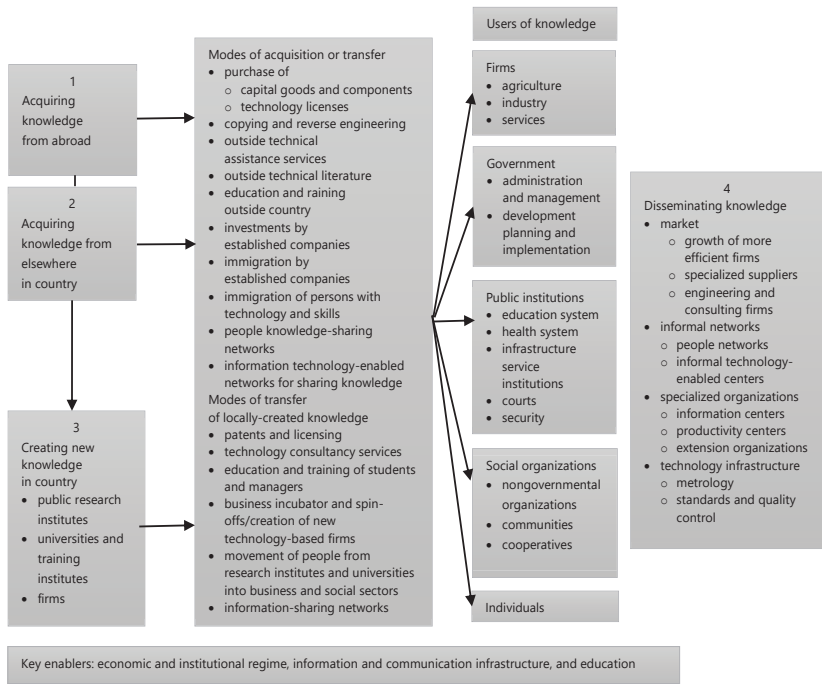 1
Acquiring
knowledge
from abroad
2
Acquiring
knowledge from
elsewhere
in country
3
Creating new
knowledge
in country
• public research
institutes
• universities and
training
institutes
• firms
Modes of acquisition or transfer
• purchase of
○ capital goods and components
○ technology licenses
• copying and reverse engineering
• outside technical
assistance services
• outside technical literature
• education and raining
outside country
• investments by
established companies
• immigration by
established companies
• immigration of persons with
technology and skills
• people knowledge-sharing
networks
• information technology-enabled
networks for sharing knowledge
Modes of transfer
of locally-created knowledge
• patents and licensing
• technology consultancy services
• education and training of students
and managers
• business incubator and spin-
offs/creation of new
technology-based firms
• movement of people from
research institutes and universities
into business and social sectors
• information-sharing networks
Users of knowledge
Firms
• agriculture
• industry
• services
Government
• administration
and management
• development
planning and
implementation
Public institutions
• education system
• health system
• infrastructure
service
institutions
• courts
• security
Social organizations
• nongovernmental
organizations
• communities
• cooperatives
Individuals
4
Disseminating knowledge
• market
○ growth of more
efficient firms
○ specialized suppliers
○ engineering and
consulting firms
• informal networks
○ people networks
○ informal technology-
enabled centers
• specialized organizations
○ information centers
○ productivity centers
○ extension organizations
• technology infrastructure
○ metrology
○ standards and quality
control
Key enablers: economic and institutional regime, information and communication infrastructure, and education